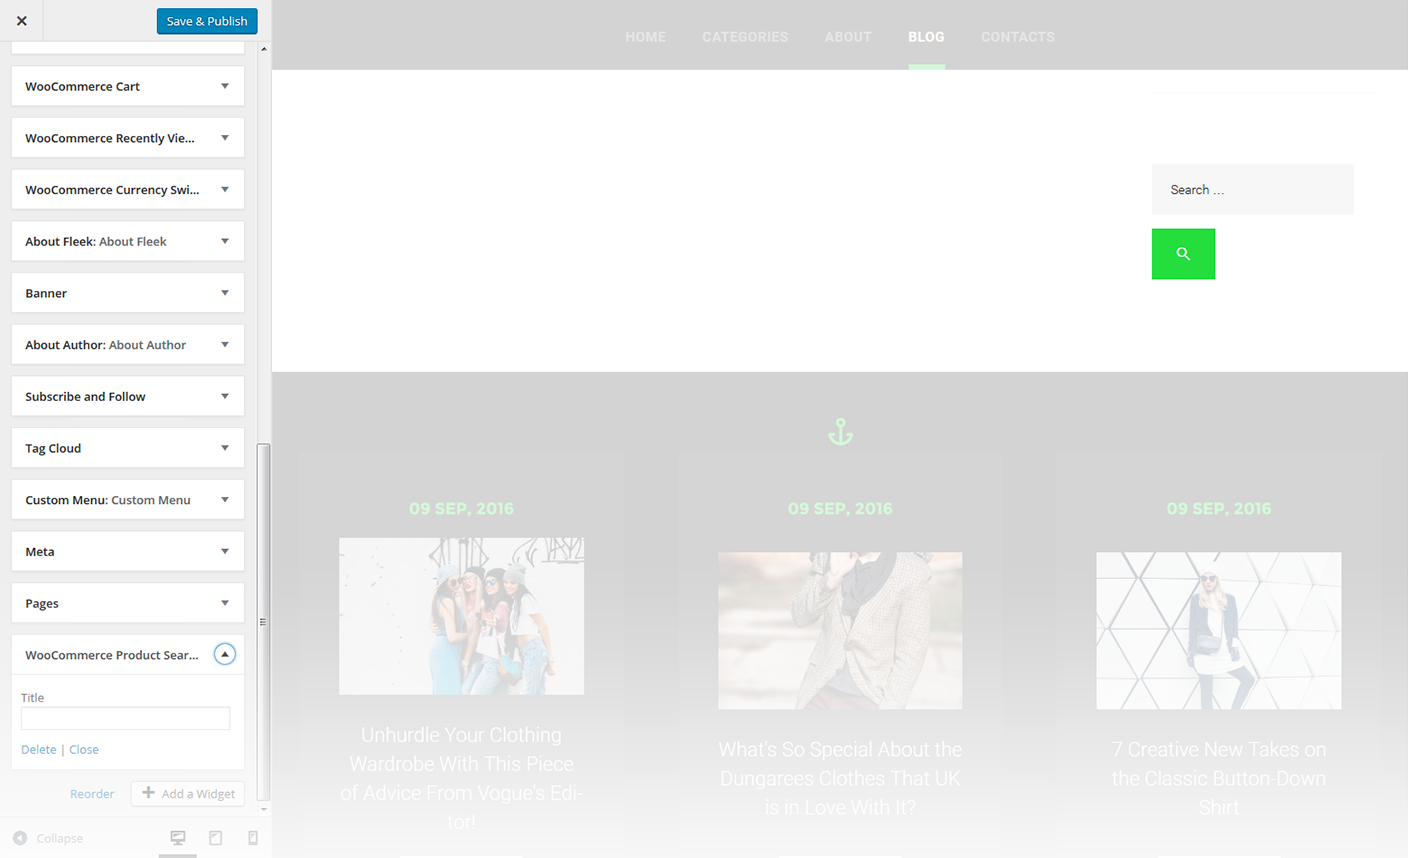 Save & Publish
WooCommerce Cart
WooCommerce Recently Vie...
WooCommerce Currency Swi...
About Fleek: About Fleek
Banner
About Author: About Author
Subscribe and Follow
Tag Cloud
Custom Menu: Custom Menu
Meta
Pages
WooCommerce Product Sear...
Title
Delete | Close
Reorder
Add a Widget
Collapse
HOME CATEGORIES ABOUT BLOG CONTACTS
Search ...
09 SEP, 2016
Unhurdle Your Clothing
Wardrobe With This Piece
of Advice From Vogue's Edi-
tor!
09 SEP, 2016
What's So Special About the
Dungarees Clothes That UK
is in Love With It?
09 SEP, 2016
7 Creative New Takes on
the Classic Button-Down
Shirt